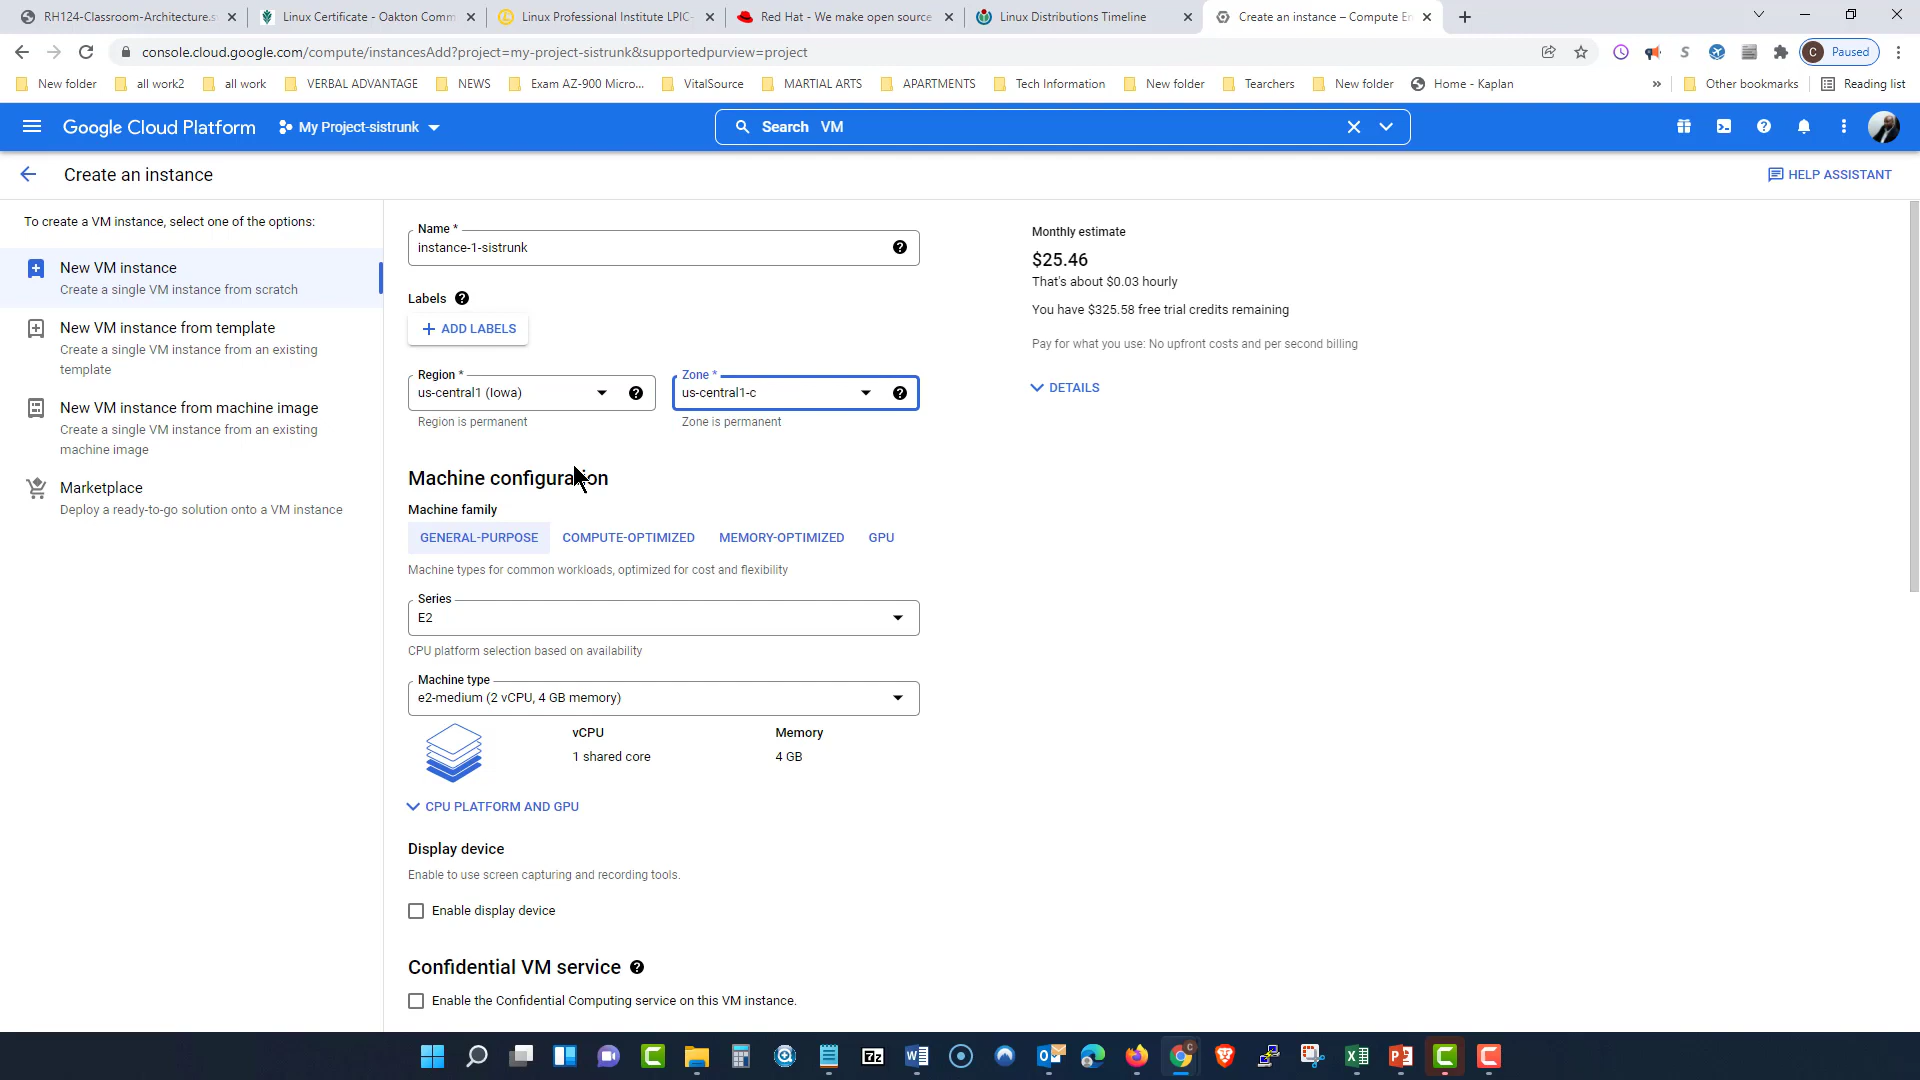 RH124-Classroom-Architecture.s
Linux Certificate - Oakton Comm
Linux Professional Institute LPIC-
Red Hat - We make open source
Linux Distributions Timeline
Create an instance – Compute En
console.cloud.google.com/compute/instancesAdd?project=my-project-sistrunk&supportedpurview=project
C Paused
New folder
all work2
all work
VERBAL ADVANTAGE
NEWS
Exam AZ-900 Micro...
VitalSource
MARTIAL ARTS
APARTMENTS
Tech Information
New folder
Tearchers
New folder
Home - Kaplan
»
Other bookmarks
Reading list
Google Cloud Platform
My Project-sistrunk
Search VM
Create an instance
HELP ASSISTANT
To create a VM instance, select one of the options:
New VM instance
Create a single VM instance from scratch
New VM instance from template
Create a single VM instance from an existing
template
New VM instance from machine image
Create a single VM instance from an existing
machine image
Marketplace
Deploy a ready-to-go solution onto a VM instance
Name *
instance-1-sistrunk
Labels
ADD LABELS
Region *
us-central1 (Iowa)
Region is permanent
Zone *
us-central1-c
Zone is permanent
Machine configuration
Machine family
GENERAL-PURPOSE
COMPUTE-OPTIMIZED
MEMORY-OPTIMIZED
GPU
Machine types for common workloads, optimized for cost and flexibility
Series
E2
CPU platform selection based on availability
Machine type
e2-medium (2 vCPU, 4 GB memory)
vCPU
1 shared core
Memory
4 GB
CPU PLATFORM AND GPU
Display device
Enable to use screen capturing and recording tools.
Enable display device
Confidential VM service
Enable the Confidential Computing service on this VM instance.
Monthly estimate
$25.46
That's about $0.03 hourly
You have $325.58 free trial credits remaining
Pay for what you use: No upfront costs and per second billing
DETAILS